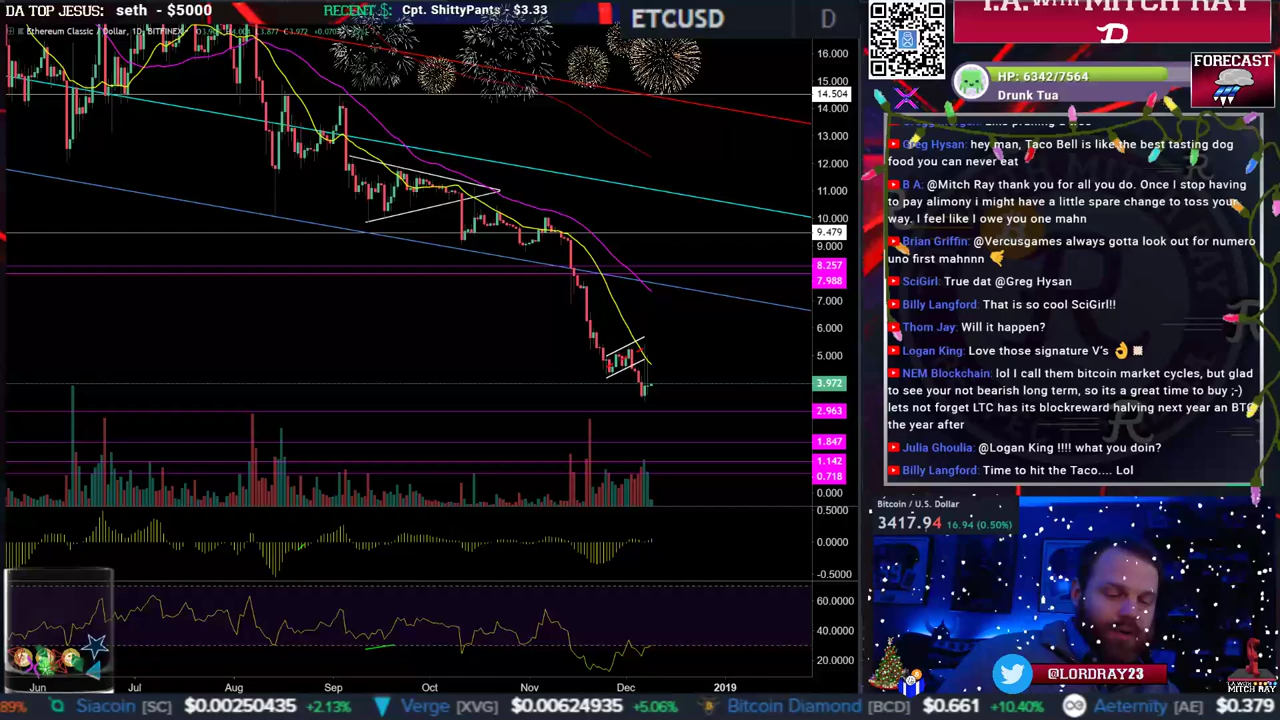 DA TOP JESUS: seth - $5000
RECENT $: Cpt. ShittyPants - $3.33
ETCUSD D
T.A. WITH MITCH RAY
Ethereum Classic / Dollar, 1D, BITFINEX
16.000
15.000
14.504
13.000
12.000
11.000
10.000
9.479
9.000
8.257
7.988
7.000
6.000
5.000
3.972
2.963
1.847
1.142
0.718
0.000
0.5000
0.0000
-0.5000
60.0000
40.0000
20.0000
Jun Jul Aug Sep Oct Nov Dec 2019
HP: 6342/7564
Drunk Tua
FORECAST
Greg Hysan: hey man, Taco Bell is like the best tasting dog
food you can never eat
B A: @Mitch Ray thank you for all you do. Once I stop having
to pay alimony i might have a little spare change to toss your
way. I feel like I owe you one mahn
Brian Griffin: @Vercusgames always gotta look out for numero
uno first mahnnn
SciGirl: True dat @Greg Hysan
Billy Langford: That is so cool SciGirl!!
Thom Jay: Will it happen?
Logan King: Love those signature V's
NEM Blockchain: lol I call them bitcoin market cycles, but glad
to see your not bearish long term, so its a great time to buy ;-)
lets not forget LTC has its blockreward halving next year an BTC
the year after
Julia Ghoulia: @Logan King !!!! what you doin?
Billy Langford: Time to hit the Taco.... Lol
Bitcoin / U.S. Dollar
3417.94 16.94 (0.50%)
@LORDRAY23
T.A. WITH
MITCH RAY
89% Siacoin [SC] $0.00250435 +2.13% Verge [XVG] $0.00624935 +5.06% Bitcoin Diamond [BCD] $0.661 +10.40% Aeternity [AE] $0.379